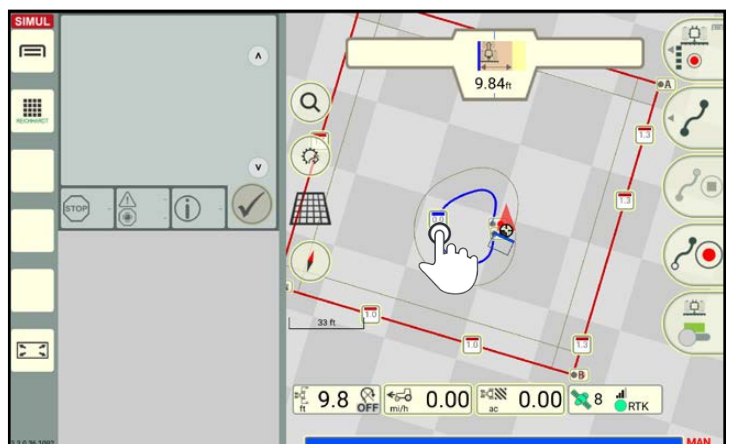 SIMUL
REICHHARDT
STOP
9.84ft
A
1.3
1.3
0.0
A
33 ft
1.0
1.0
1.3
B
ft 9.8 OFF
mi/h 0.00
ac 0.00
8 RTK
MAN